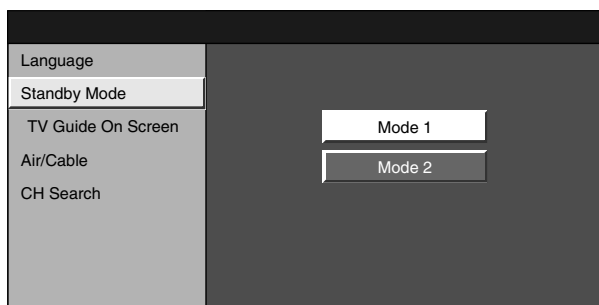 Language
Standby Mode
TV Guide On Screen
Air/Cable
CH Search
Mode 1
Mode 2